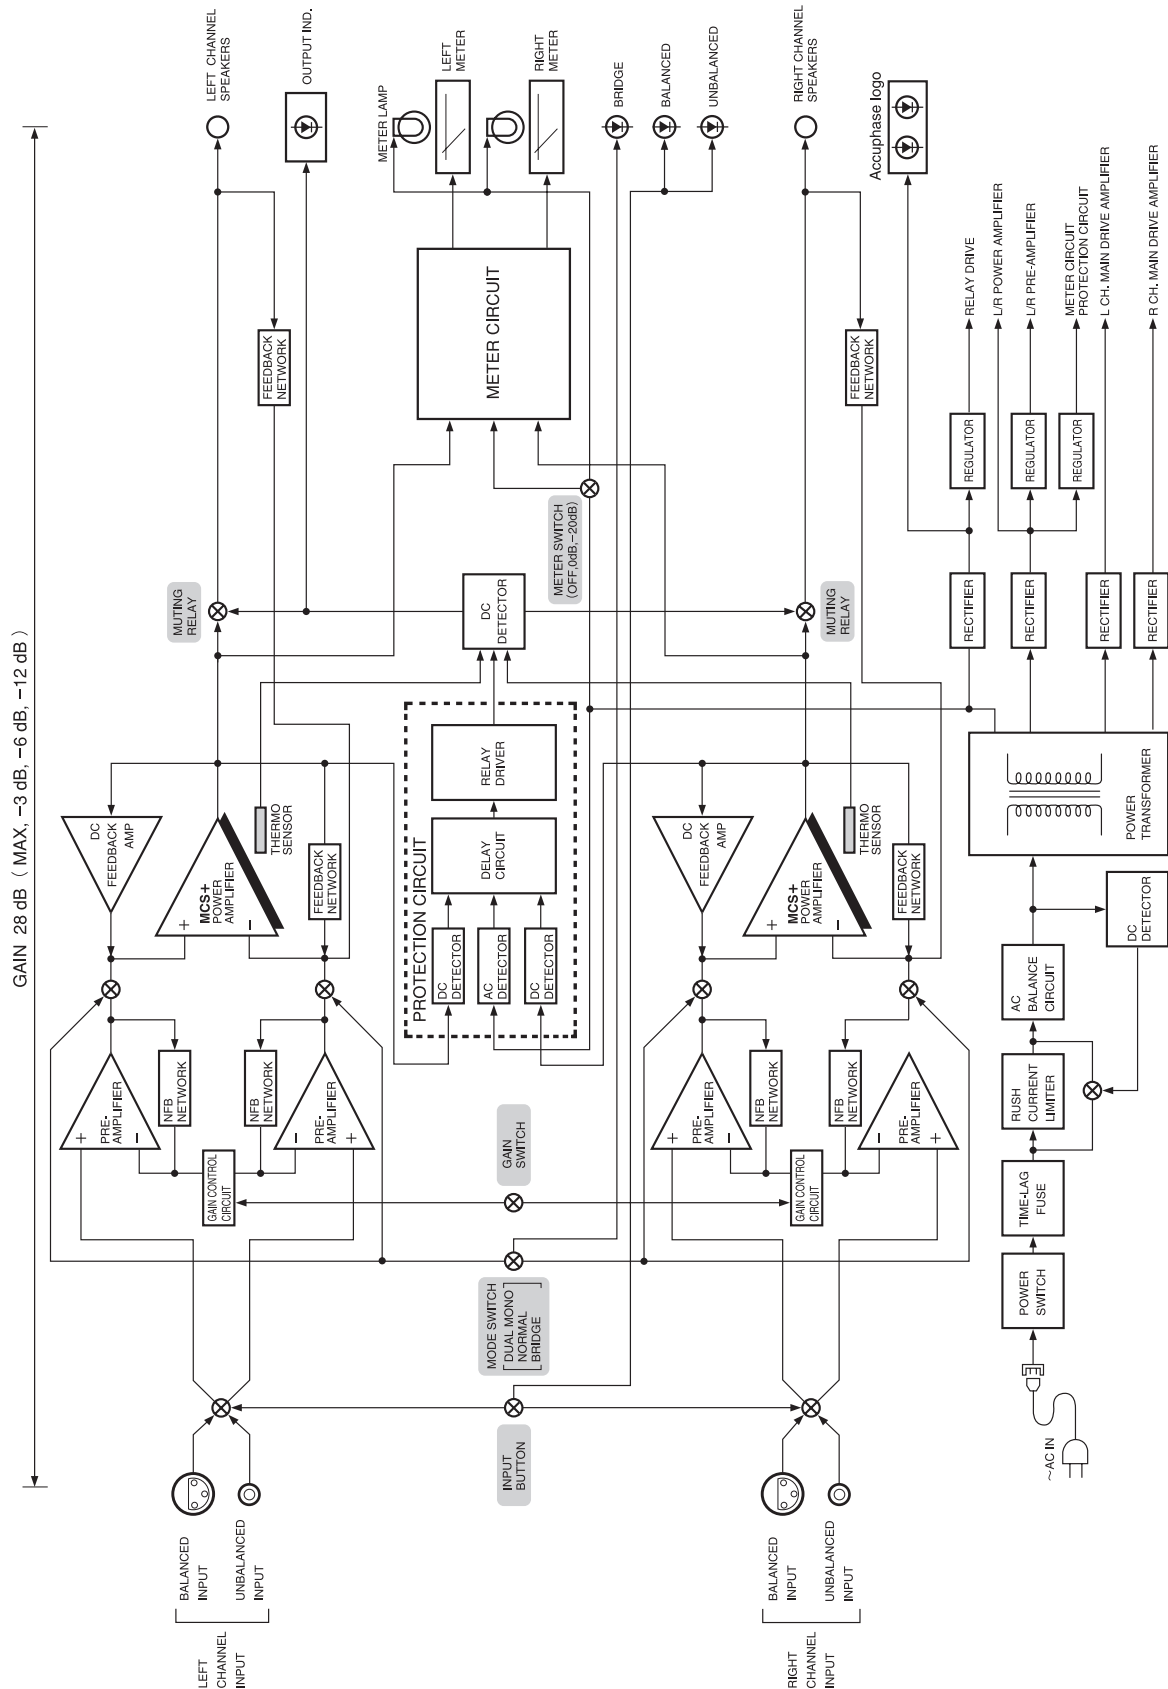 GAIN 28 dB ( MAX, −3 dB, −6 dB, −12 dB )
LEFT
CHANNEL
INPUT
BALANCED
INPUT
UNBALANCED
INPUT
PRE-
AMPLIFIER
+
−
NFB
NETWORK
GAIN CONTROL
CIRCUIT
NFB
NETWORK
PRE-
AMPLIFIER
−
+
DC
FEEDBACK
AMP
MCS+
POWER
AMPLIFIER
+
−
THERMO
SENSOR
FEEDBACK
NETWORK
MUTING
RELAY
FEEDBACK
NETWORK
LEFT CHANNEL
SPEAKERS
OUTPUT IND.
INPUT
BUTTON
MODE SWITCH
DUAL MONO
NORMAL
BRIDGE
GAIN
SWITCH
PROTECTION CIRCUIT
DC
DETECTOR
AC
DETECTOR
DC
DETECTOR
DELAY
CIRCUIT
RELAY
DRIVER
DC
DETECTOR
METER SWITCH
(OFF,0dB,−20dB)
METER CIRCUIT
METER LAMP
LEFT
METER
RIGHT
METER
BRIDGE
BALANCED
UNBALANCED
RIGHT
CHANNEL
INPUT
BALANCED
INPUT
UNBALANCED
INPUT
PRE-
AMPLIFIER
+
−
NFB
NETWORK
GAIN CONTROL
CIRCUIT
NFB
NETWORK
PRE-
AMPLIFIER
−
+
DC
FEEDBACK
AMP
MCS+
POWER
AMPLIFIER
+
−
THERMO
SENSOR
FEEDBACK
NETWORK
MUTING
RELAY
FEEDBACK
NETWORK
RIGHT CHANNEL
SPEAKERS
Accuphase logo
~AC IN
POWER
SWITCH
TIME-LAG
FUSE
RUSH
CURRENT
LIMITER
AC
BALANCE
CIRCUIT
DC
DETECTOR
POWER
TRANSFORMER
RECTIFIER
RECTIFIER
RECTIFIER
RECTIFIER
REGULATOR
REGULATOR
REGULATOR
RELAY DRIVE
L/R POWER AMPLIFIER
L/R PRE-AMPLIFIER
METER CIRCUIT
PROTECTION CIRCUIT
L CH. MAIN DRIVE AMPLIFIER
R CH. MAIN DRIVE AMPLIFIER